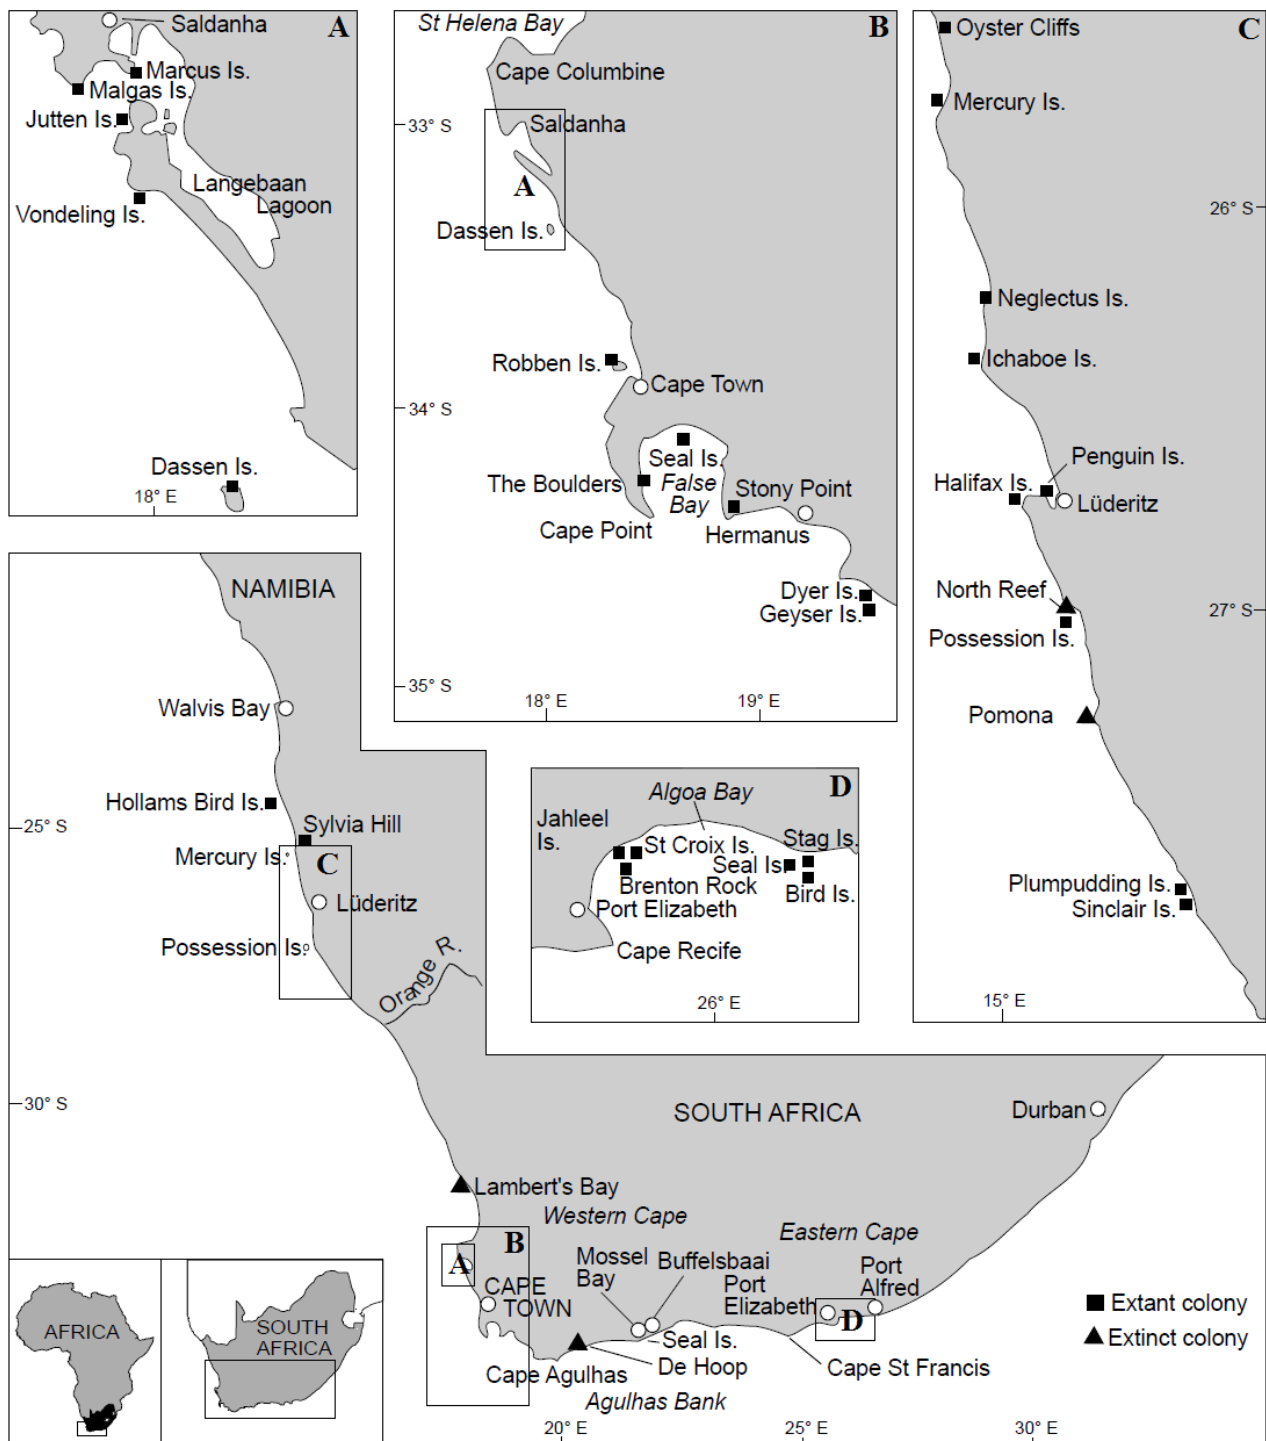 A
Saldanha
Marcus Is.
Malgas Is.
Jutten Is.
Langebaan
Lagoon
Vondeling Is.
Dassen Is.
18° E
B
St Helena Bay
Cape Columbine
33° S
Saldanha
A
Dassen Is.
Robben Is.
Cape Town
34° S
Seal Is.
The Boulders
False
Bay
Stony Point
Cape Point
Hermanus
Dyer Is.
Geyser Is.
35° S
18° E
19° E
C
Oyster Cliffs
Mercury Is.
26° S
Neglectus Is.
Ichaboe Is.
Penguin Is.
Halifax Is.
Lüderitz
North Reef
27° S
Possession Is.
Pomona
Plumpudding Is.
Sinclair Is.
15° E
D
Algoa Bay
Jahleel
Is.
St Croix Is.
Stag Is.
Seal Is.
Brenton Rock
Bird Is.
Port Elizabeth
Cape Recife
26° E
NAMIBIA
Walvis Bay
Hollams Bird Is.
25° S
Sylvia Hill
Mercury Is.
C
Lüderitz
Possession Is.
Orange R.
30° S
SOUTH AFRICA
Durban
Lambert's Bay
Western Cape
Eastern Cape
B
A
Mossel
Bay
Buffelsbaai
Port
Elizabeth
Port
Alfred
CAPE
TOWN
D
Seal Is.
De Hoop
Cape Agulhas
Cape St Francis
Agulhas Bank
20° E
25° E
30° E
Extant colony
Extinct colony
AFRICA
SOUTH
AFRICA